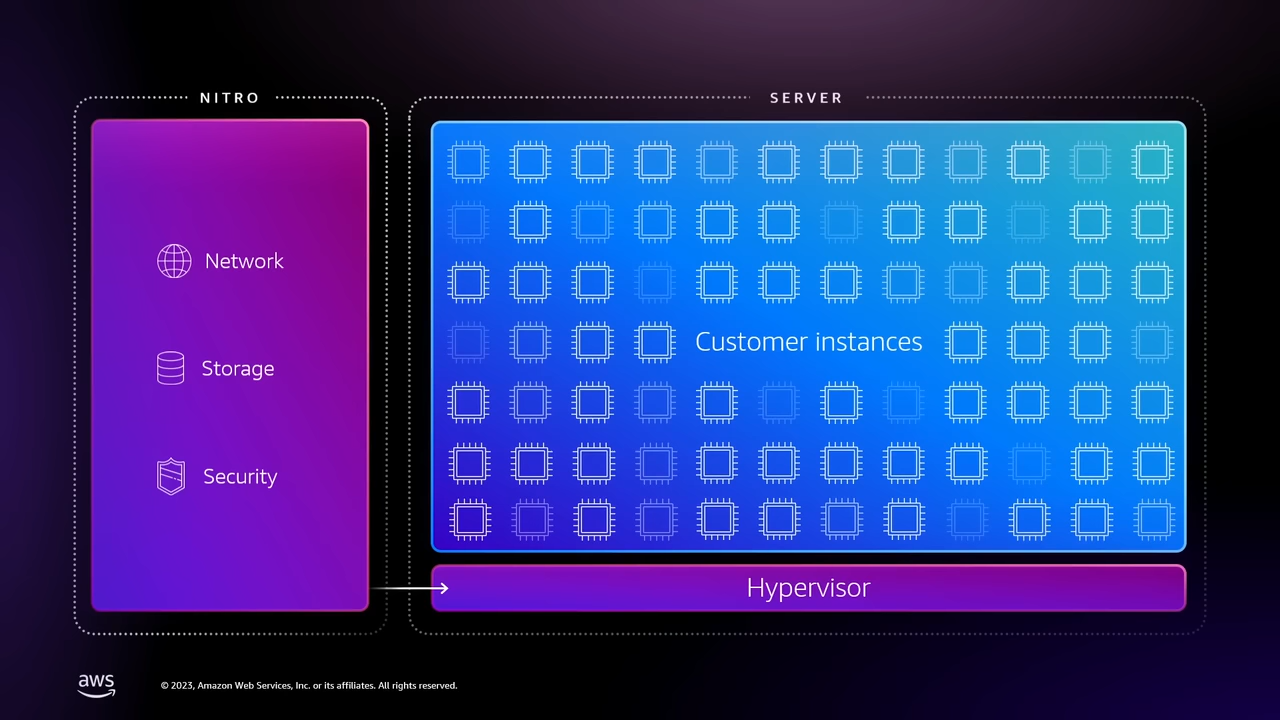 NITRO
Network
Storage
Security
SERVER
Customer instances
Hypervisor
aws
© 2023, Amazon Web Services, Inc. or its affiliates. All rights reserved.